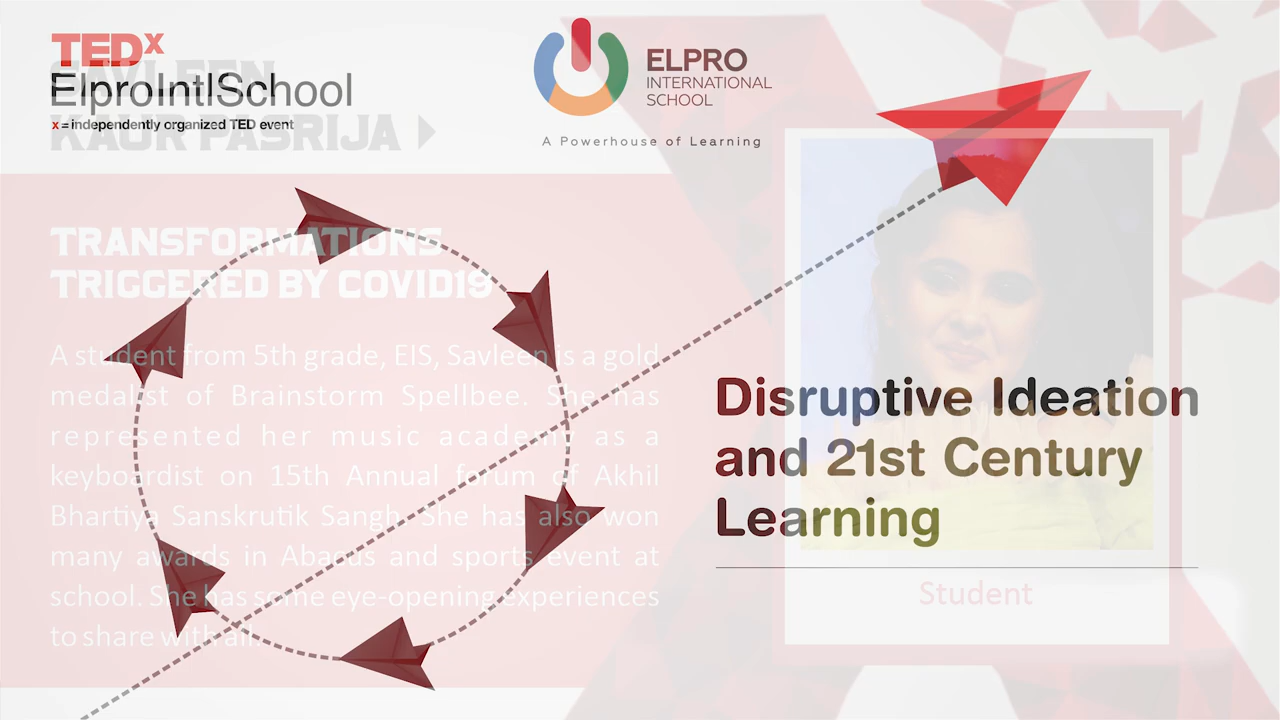 TEDx
ElproIntlSchool
x = independently organized TED event
SAVLEEN
KAUR PASRIJA
ELPRO
INTERNATIONAL
SCHOOL
A Powerhouse of Learning
TRANSFORMATIONS
TRIGGERED BY COVID19
A student from 5th grade, EIS, Savleen is a gold
medalist of Brainstorm Spellbee. She has
represented her music academy as a
keyboardist on 15th Annual forum of Akhil
Bhartiya Sanskrutik Sangh. She has also won
many awards in Abacus and sports event at
school. She has some eye-opening experiences
to share with all.
Disruptive Ideation
and 21st Century
Learning
Student